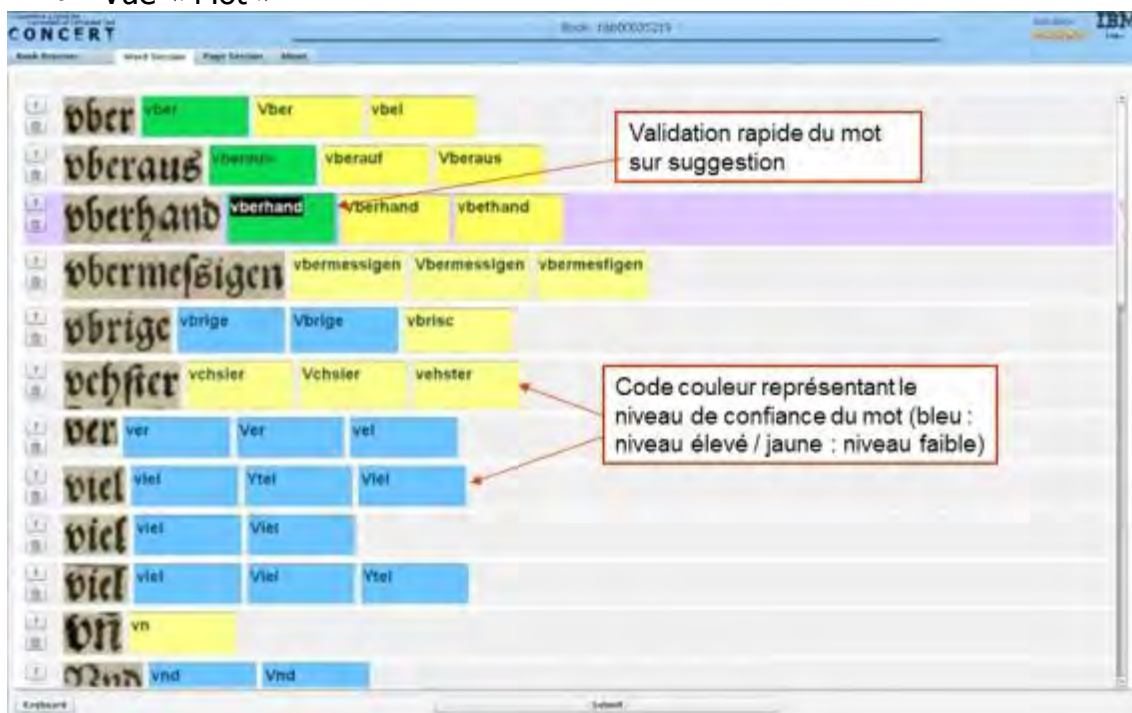 Vue « Mot »
CONCERT
IBM
Book Browser Word Session Page Session About
vber vber Vber vbel
vberaus vberauf Vberaus
vberhand vberhand Vberhand vbethand
vbermeſsigen vbermessigen Vbermessigen vbermesfigen
vbrige vbrige Vbrige vbrisc
vchſter vchsler Vchsler vehster
ver ver Ver vel
viel viel Ytel Viel
viel viel Viel
viel viel Viel Ytel
vñ vn
Vnd vnd Vnd
Validation rapide du mot
sur suggestion
Code couleur représentant le
niveau de confiance du mot (bleu :
niveau élevé / jaune : niveau faible)
Keyboard Submit